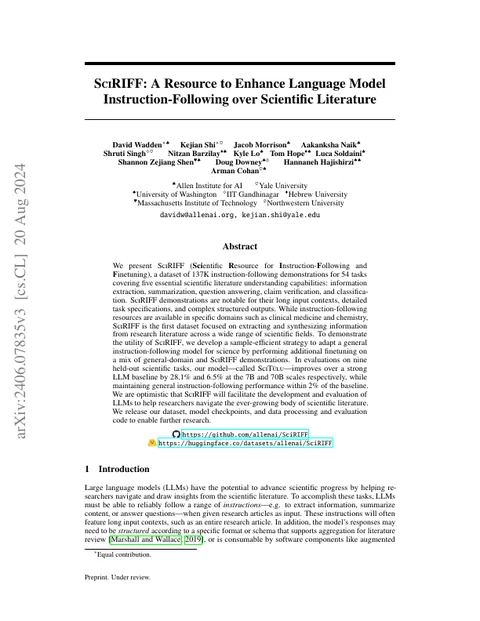 arXiv:2406.07835v3 [cs.CL] 20 Aug 2024
SCIRIFF: A Resource to Enhance Language Model
Instruction-Following over Scientific Literature
David Wadden*♠ Kejian Shi*♡ Jacob Morrison♠ Aakanksha Naik♠
Shruti Singh Nitzan Barzilay Kyle Lo♠ Tom Hope Luca Soldaini♠
Shannon Zejiang Shen Doug Downey Hannaneh Hajishirzi
Arman Cohan
Allen Institute for AI Yale University
University of Washington IIT Gandhinagar Hebrew University
Massachusetts Institute of Technology Northwestern University
davidw@allenai.org, kejian.shi@yale.edu
Abstract
We present SCIRIFF (Scientific Resource for Instruction-Following and
Finetuning), a dataset of 137K instruction-following demonstrations for 54 tasks
covering five essential scientific literature understanding capabilities: information
extraction, summarization, question answering, claim verification, and classifica-
tion. SCIRIFF demonstrations are notable for their long input contexts, detailed
task specifications, and complex structured outputs. While instruction-following
resources are available in specific domains such as clinical medicine and chemistry,
SCIRIFF is the first dataset focused on extracting and synthesizing information
from research literature across a wide range of scientific fields. To demonstrate
the utility of SCIRIFF, we develop a sample-efficient strategy to adapt a general
instruction-following model for science by performing additional finetuning on
a mix of general-domain and SCIRIFF demonstrations. In evaluations on nine
held-out scientific tasks, our model—called SCITULU—improves over a strong
LLM baseline by 28.1% and 6.5% at the 7B and 70B scales respectively, while
maintaining general instruction-following performance within 2% of the baseline.
We are optimistic that SCIRIFF will facilitate the development and evaluation of
LLMs to help researchers navigate the ever-growing body of scientific literature.
We release our dataset, model checkpoints, and data processing and evaluation
code to enable further research.
https://github.com/allenai/SciRIFF
https://huggingface.co/datasets/allenai/SciRIFF
1 Introduction
Large language models (LLMs) have the potential to advance scientific progress by helping re-
searchers navigate and draw insights from the scientific literature. To accomplish these tasks, LLMs
must be able to reliably follow a range of instructions—e.g. to extract information, summarize
content, or answer questions—when given research articles as input. These instructions will often
feature long input contexts, such as an entire research article. In addition, the model's responses may
need to be structured according to a specific format or schema that supports aggregation for literature
review [Marshall and Wallace, 2019], or is consumable by software components like augmented
*Equal contribution.
Preprint. Under review.